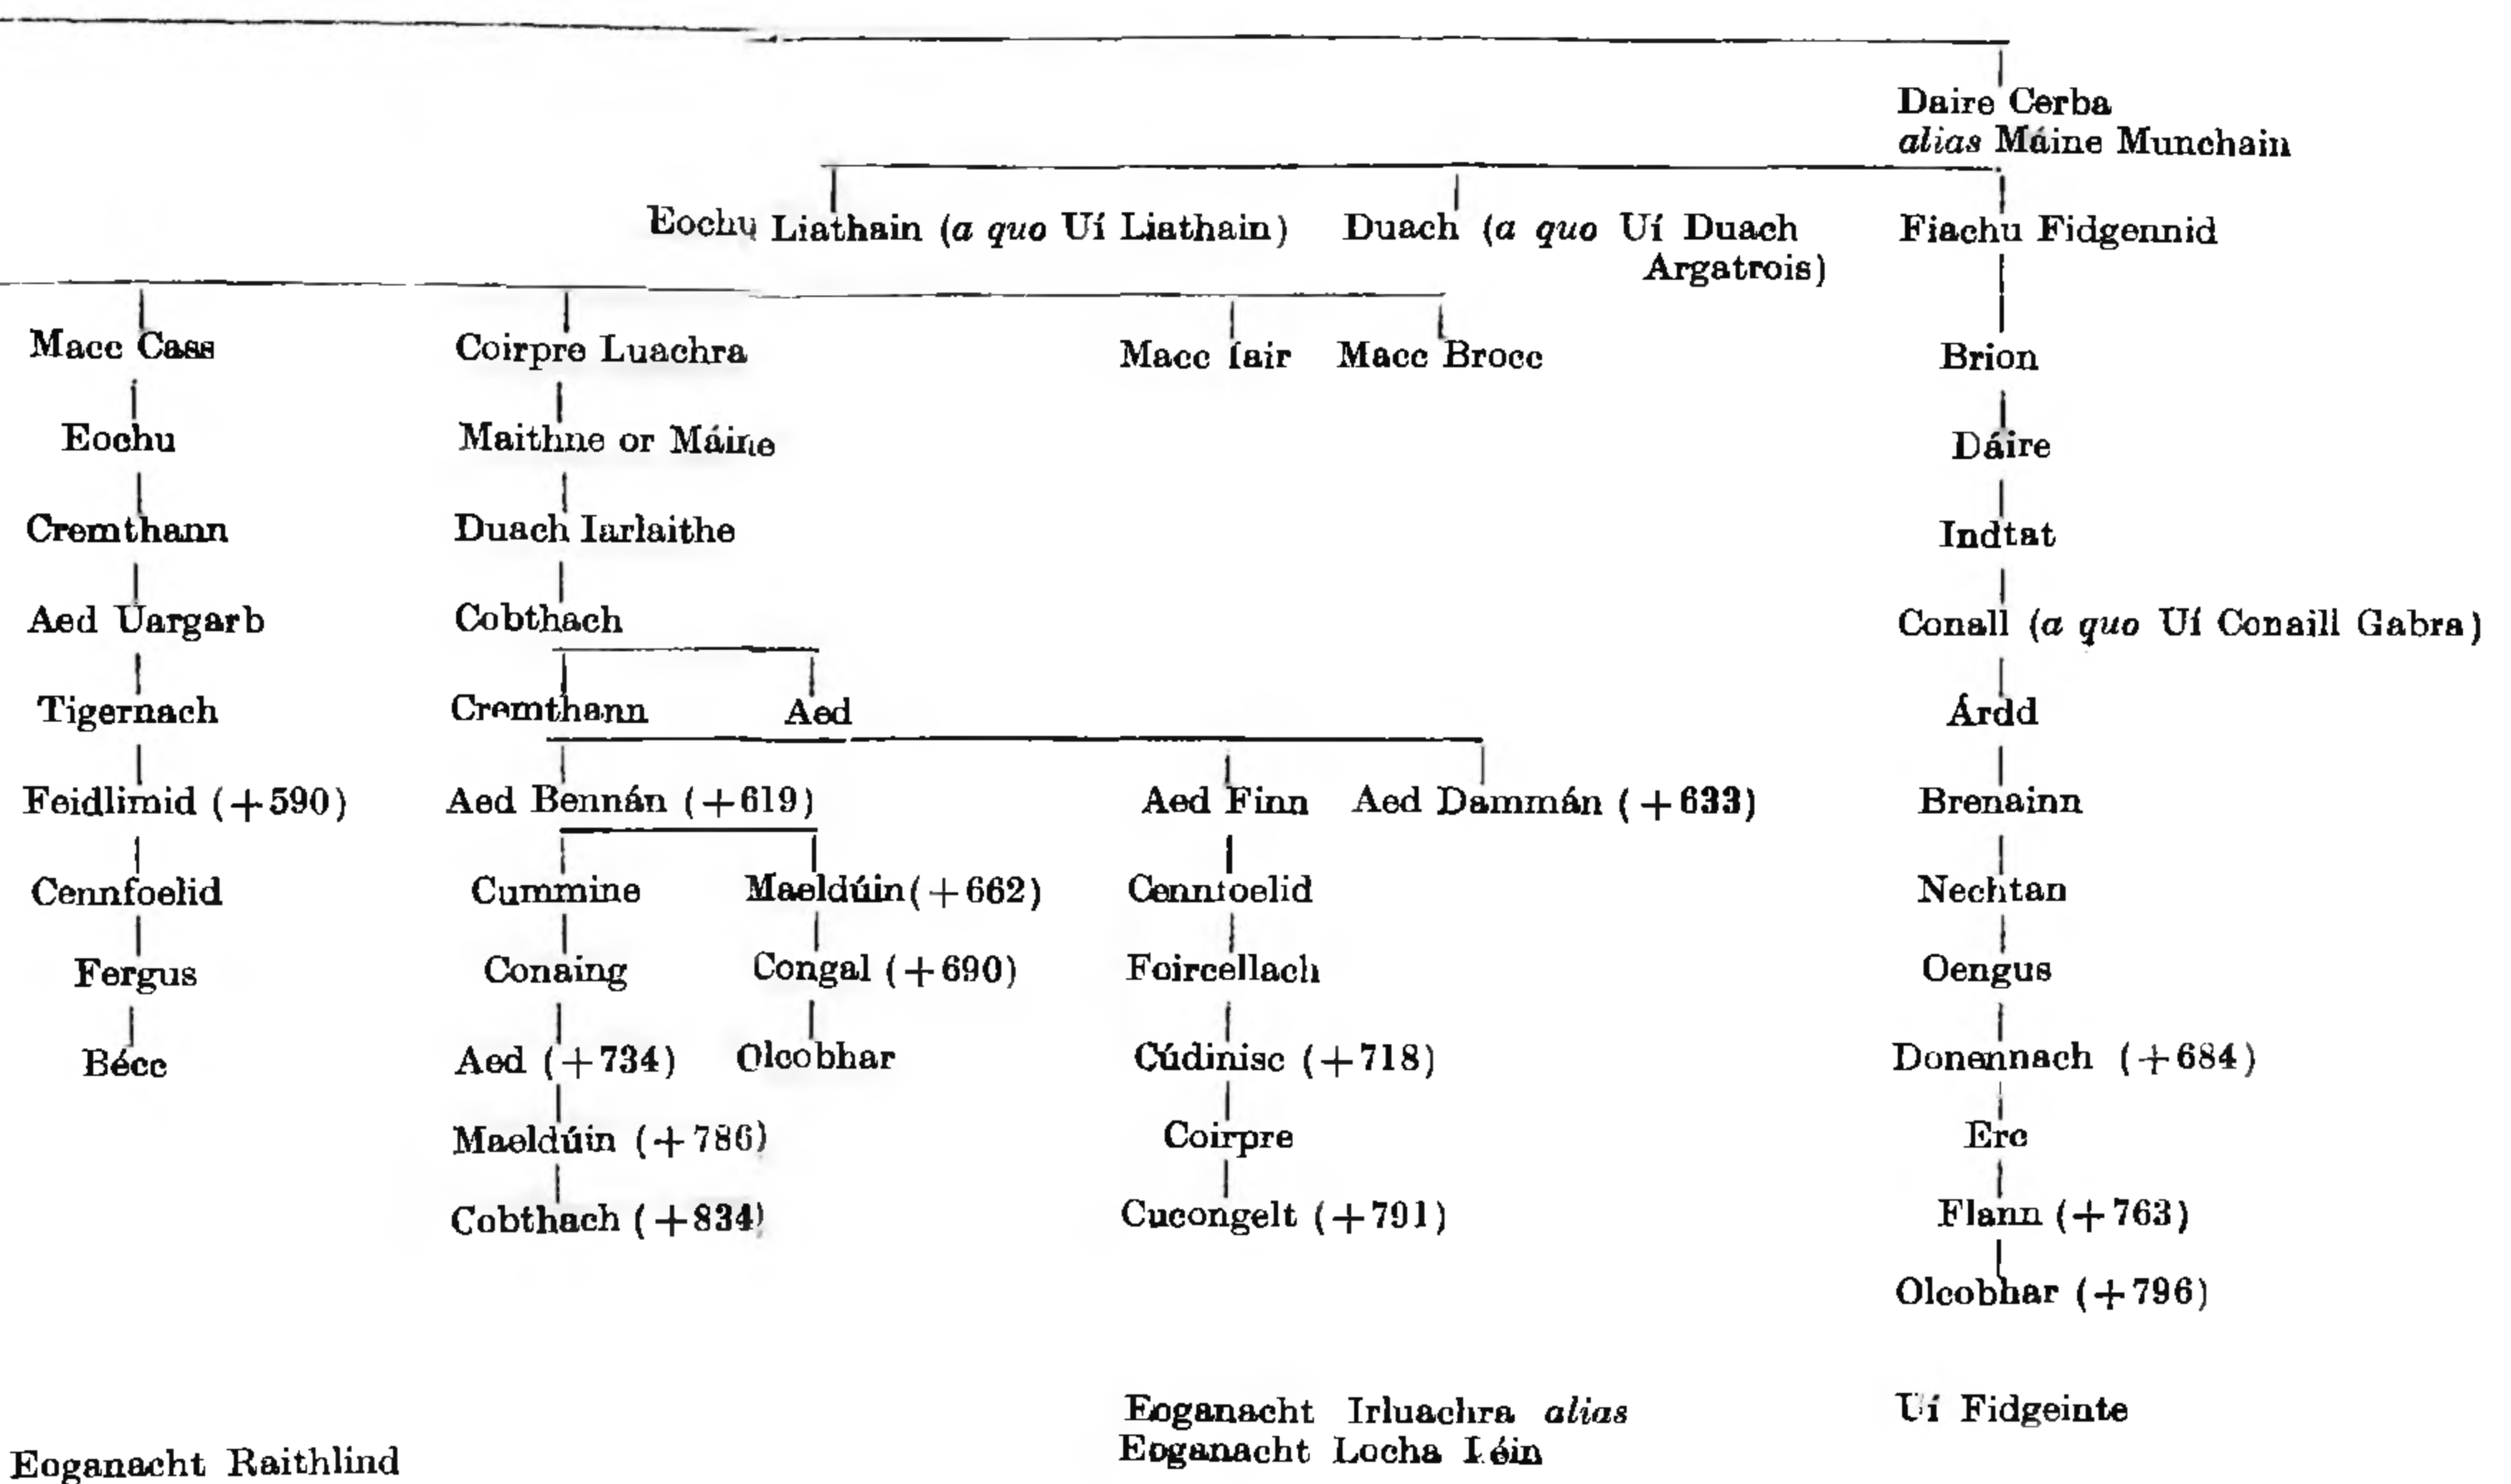 Daire Cerba
alias Máine Munchain
Eochu Liathain (a quo Uí Liathain) Duach (a quo Uí Duach Fiachu Fidgennid
Argatrois)
Macc Cass Coirpre Luachra Macc Iair Macc Brocc Brion
Eochu Maithne or Máine Dáire
Cremthann Duach Iarlaithe Indtat
Aed Uargarb Cobthach Conall (a quo Uí Conaill Gabra)
Tigernach Cremthann Aed Árdd
Feidlimid (+590) Aed Bennán (+619) Aed Finn Aed Dammán (+633) Brenainn
Cennfoelid Cummine Maeldúin (+662) Cennfoelid Nechtan
Fergus Conaing Congal (+690) Foircellach Oengus
Bécc Aed (+734) Olcobhar Cúdinisc (+718) Donennach (+684)
Maeldúin (+786) Coirpre Erc
Cobthach (+834) Cucongelt (+791) Flann (+763)
Olcobhar (+796)
Eoganacht Irluachra alias Uí Fidgeinte
Eoganacht Raithlind Eoganacht Locha Léin